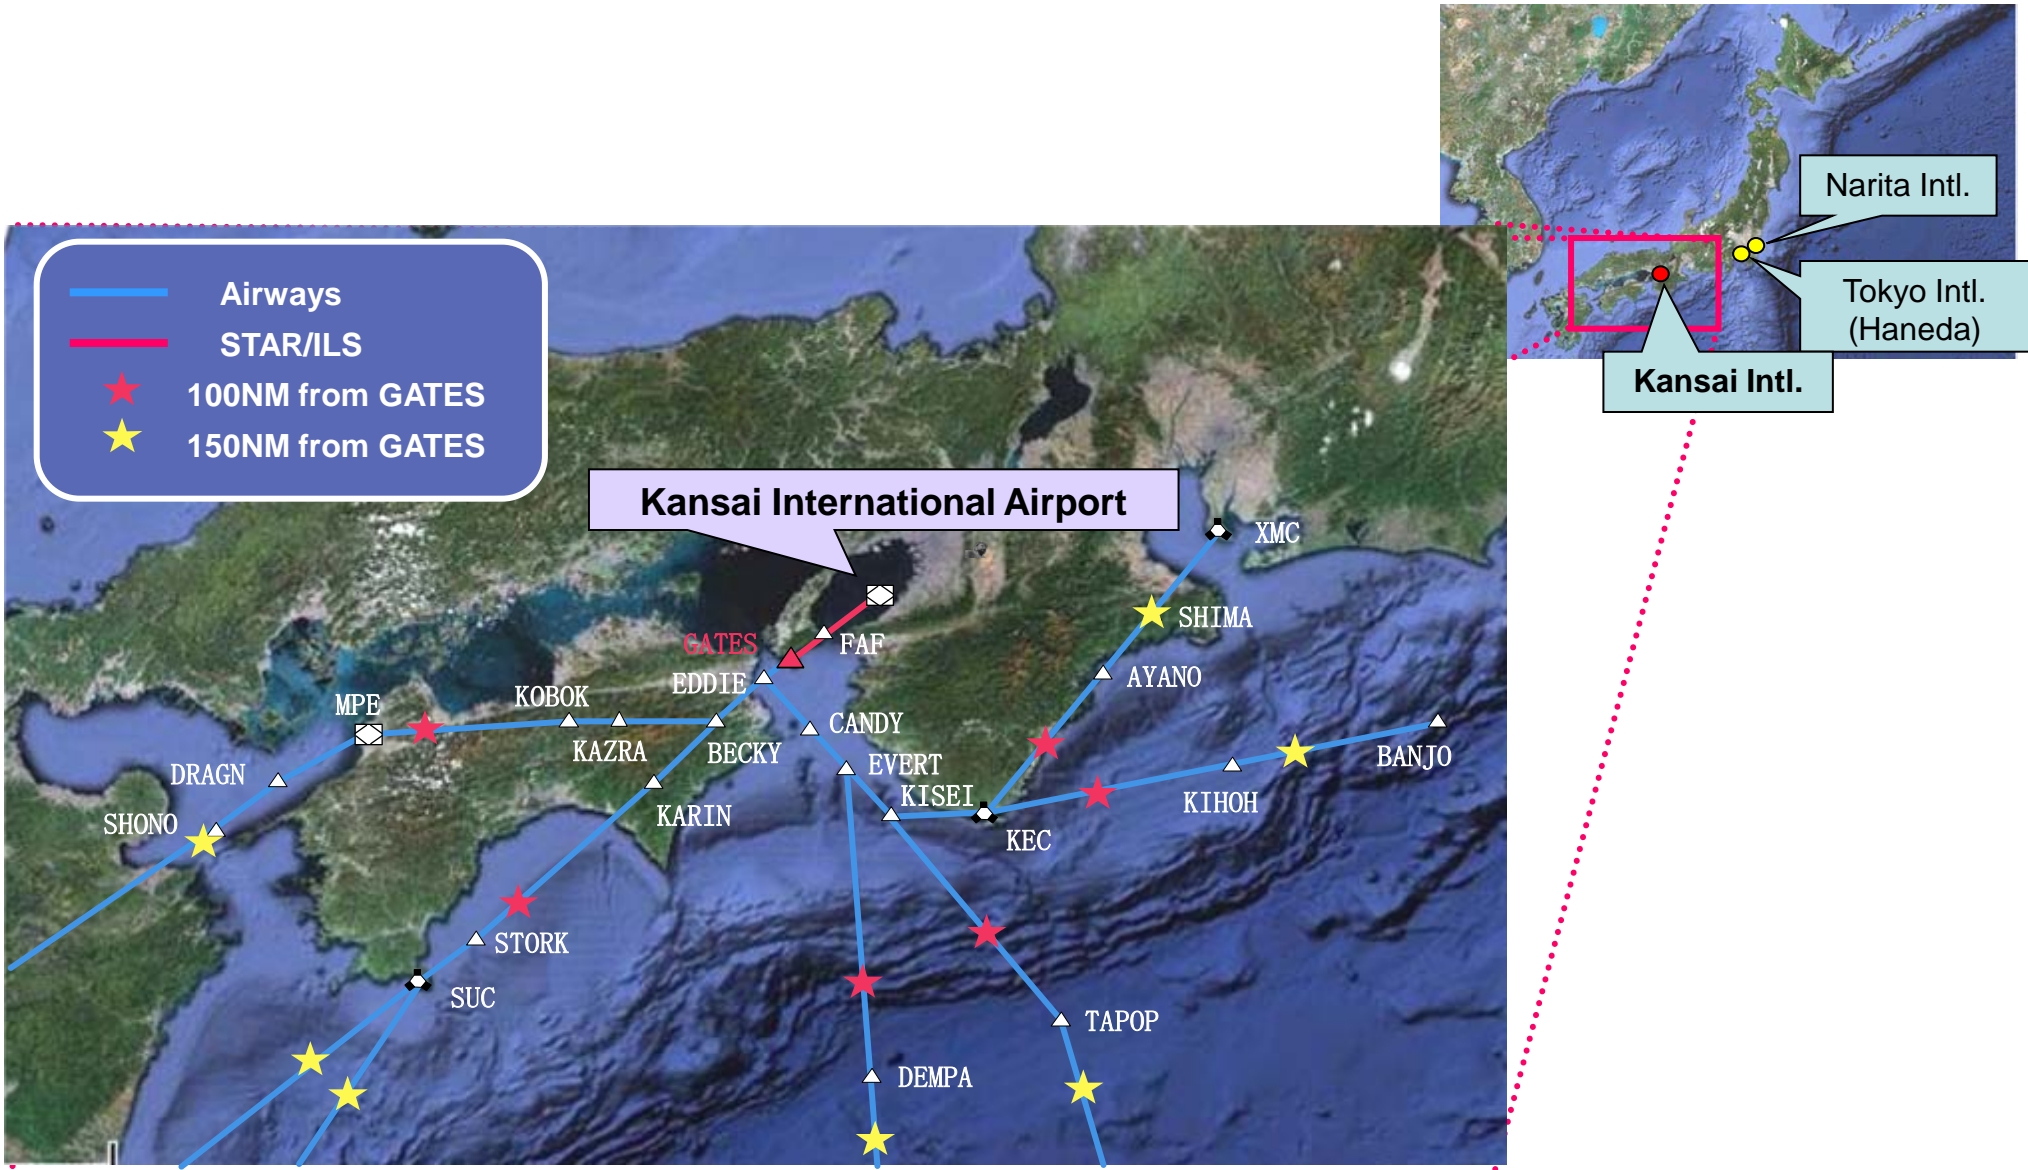 Narita Intl.
Tokyo Intl.
(Haneda)
Kansai Intl.
Airways
STAR/ILS
100NM from GATES
150NM from GATES
Kansai International Airport
XMC
SHIMA
GATES
FAF
EDDIE
AYANO
MPE
KOBOK
CANDY
KAZRA
BECKY
BANJO
DRAGN
EVERT
KISEI
KIHOH
SHONO
KARIN
KEC
STORK
SUC
TAPOP
DEMPA